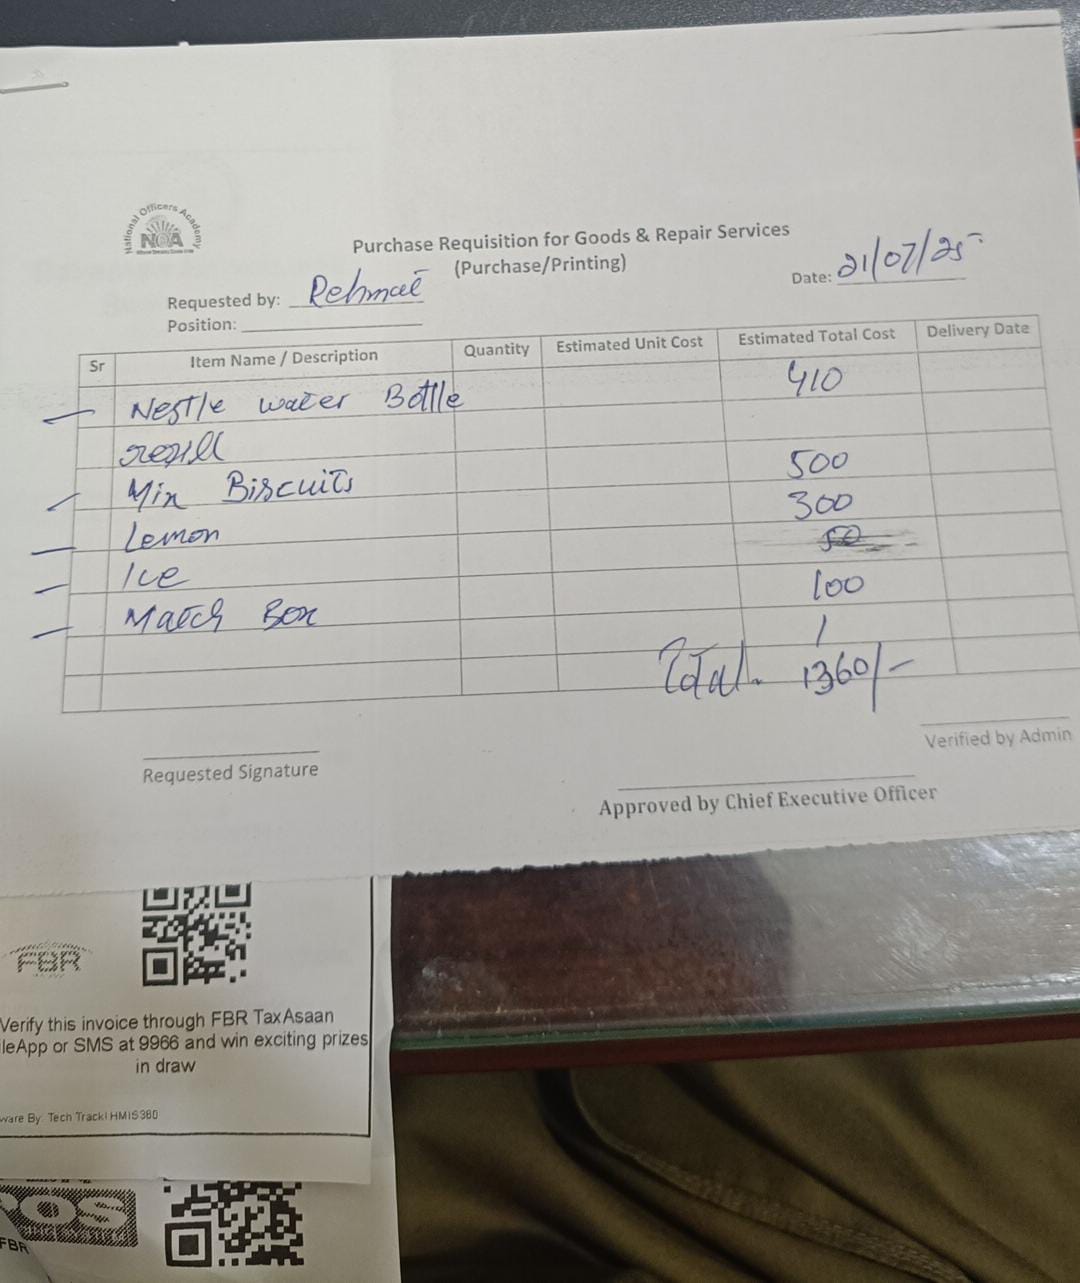 National Officers Academy
NOA
Purchase Requisition for Goods & Repair Services
(Purchase/Printing)
Requested by: Rehmat
Date: 21/07/25
Position:
Sr Item Name / Description Quantity Estimated Unit Cost Estimated Total Cost Delivery Date
Nestle water Bottle 410
refill
Mix Biscuits 500
Lemon 300
Ice 50
Match Box 100
Total. 1360/-
Requested Signature
Verified by Admin
Approved by Chief Executive Officer
FBR
Verify this invoice through FBR TaxAsaan
ileApp or SMS at 9966 and win exciting prizes
in draw
ware By: Tech Track|HMIS360
POS
FBR